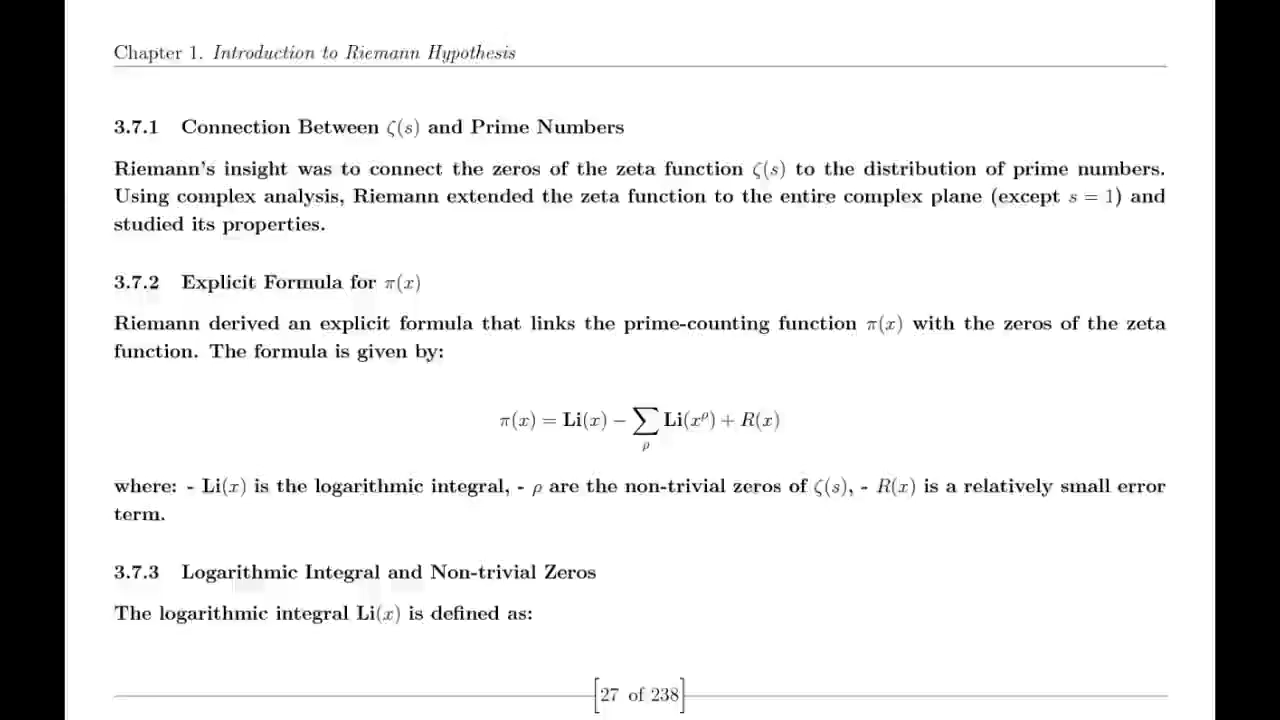 Chapter 1. Introduction to Riemann Hypothesis
3.7.1 Connection Between ζ(s) and Prime Numbers
Riemann's insight was to connect the zeros of the zeta function ζ(s) to the distribution of prime numbers.
Using complex analysis, Riemann extended the zeta function to the entire complex plane (except s = 1) and
studied its properties.
3.7.2 Explicit Formula for π(x)
Riemann derived an explicit formula that links the prime-counting function π(x) with the zeros of the zeta
function. The formula is given by:
π(x) = Li(x) − ∑ρ Li(x^ρ) + R(x)
where: - Li(x) is the logarithmic integral, - ρ are the non-trivial zeros of ζ(s), - R(x) is a relatively small error
term.
3.7.3 Logarithmic Integral and Non-trivial Zeros
The logarithmic integral Li(x) is defined as:
[27 of 238]